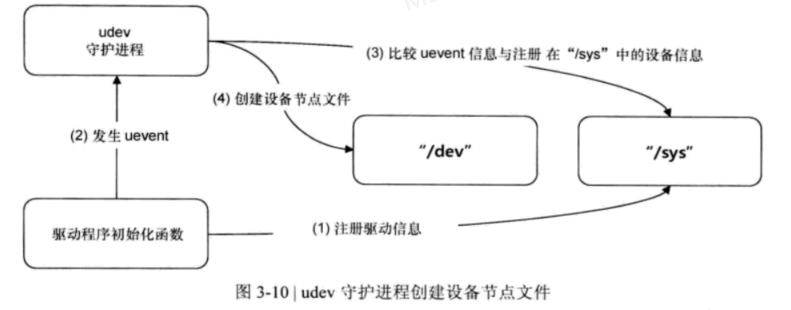 udev
守护进程
(3) 比较 uevent 信息与注册 在“/sys”中的设备信息
(4) 创建设备节点文件
(2) 发生 uevent
“/dev”
“/sys”
驱动程序初始化函数
(1) 注册驱动信息
图 3-10 | udev 守护进程创建设备节点文件